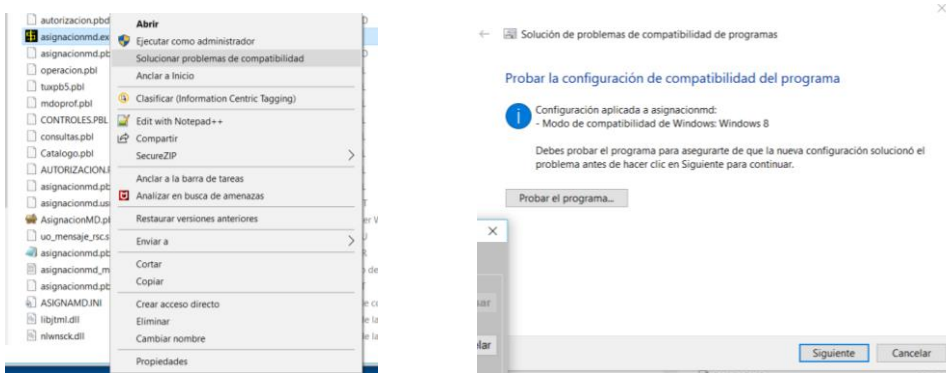 autorizacion.pbd
asignacionmd.ex
asignacionmd.pb
operacion.pbl
tuxpb5.pbl
mdoprof.pbl
CONTROLES.PBL
consultas.pbl
Catalogo.pbl
AUTORIZACION.P
asignacionmd.pb
asignacionmd.usr
AsignacionMD.pl
uo_mensaje_rsc.s
asignacionmd.pb
asignacionmd_m
asignacionmd.pb
ASIGNAMD.INI
libjtml.dll
nlwnsck.dll
Abrir
Ejecutar como administrador
Solucionar problemas de compatibilidad
Anclar a Inicio
Clasificar (Information Centric Tagging)
Edit with Notepad++
Compartir
SecureZIP
Anclar a la barra de tareas
Analizar en busca de amenazas
Restaurar versiones anteriores
Enviar a
Cortar
Copiar
Crear acceso directo
Eliminar
Cambiar nombre
Propiedades
Solución de problemas de compatibilidad de programas
Probar la configuración de compatibilidad del programa
Configuración aplicada a asignacionmd:
- Modo de compatibilidad de Windows: Windows 8
Debes probar el programa para asegurarte de que la nueva configuración solucionó el
problema antes de hacer clic en Siguiente para continuar.
Probar el programa...
lar
Siguiente
Cancelar